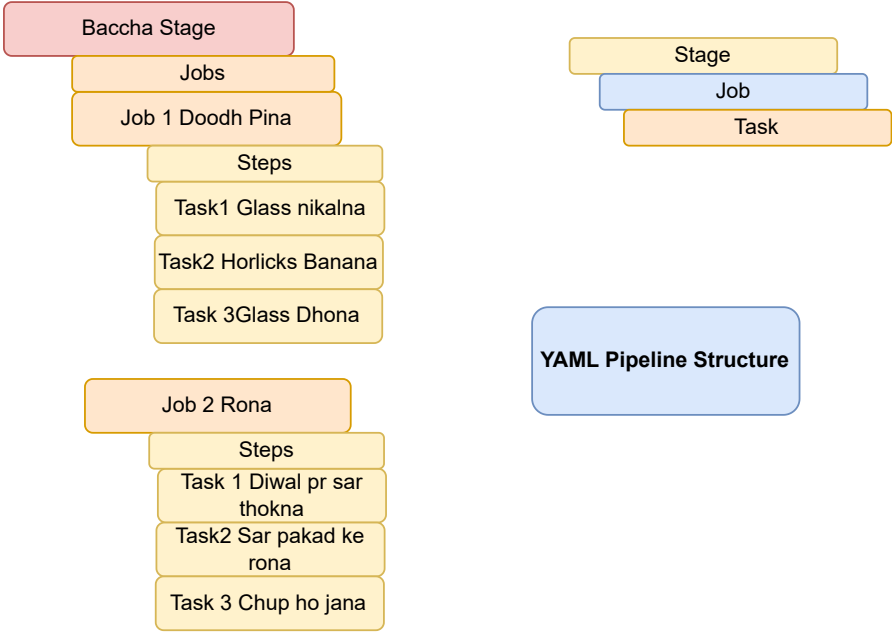 Baccha Stage
Jobs
Job 1 Doodh Pina
Steps
Task1 Glass nikalna
Task2 Horlicks Banana
Task 3Glass Dhona
Job 2 Rona
Steps
Task 1 Diwal pr sar
thokna
Task2 Sar pakad ke
rona
Task 3 Chup ho jana
Stage
Job
Task
YAML Pipeline Structure